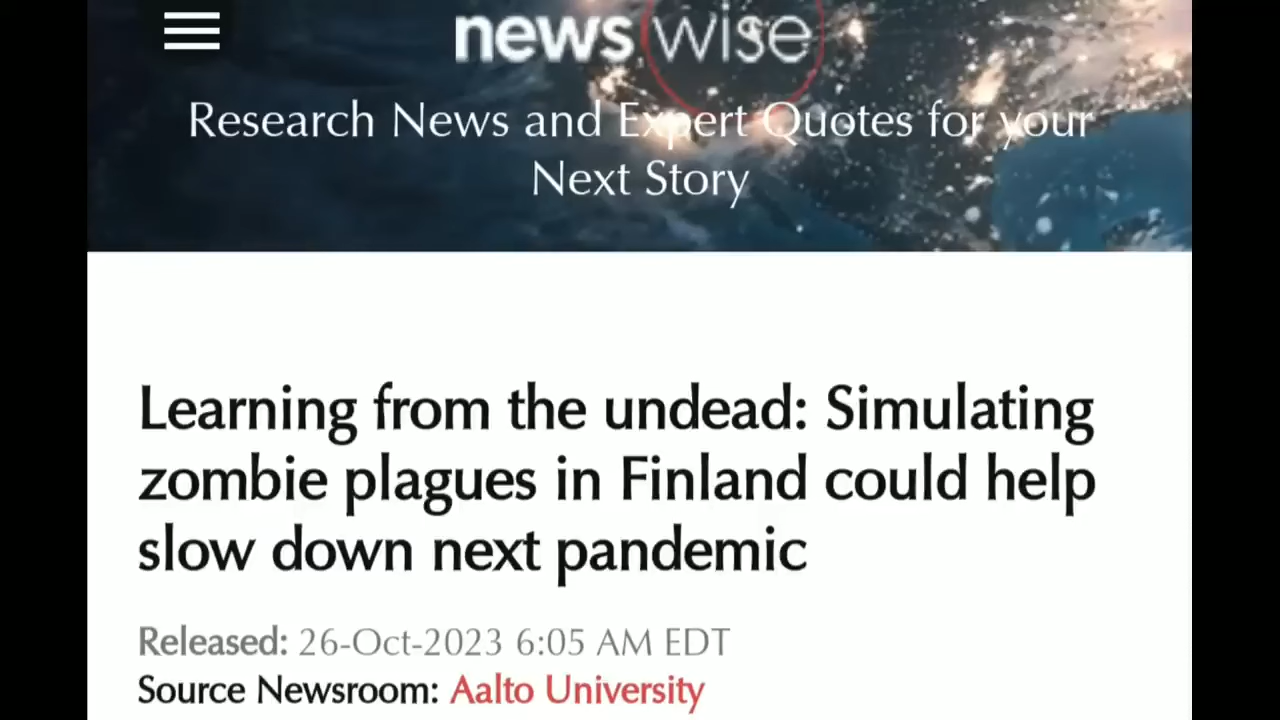 newswise
Research News and Expert Quotes for your
Next Story
Learning from the undead: Simulating
zombie plagues in Finland could help
slow down next pandemic
Released: 26-Oct-2023 6:05 AM EDT
Source Newsroom: Aalto University